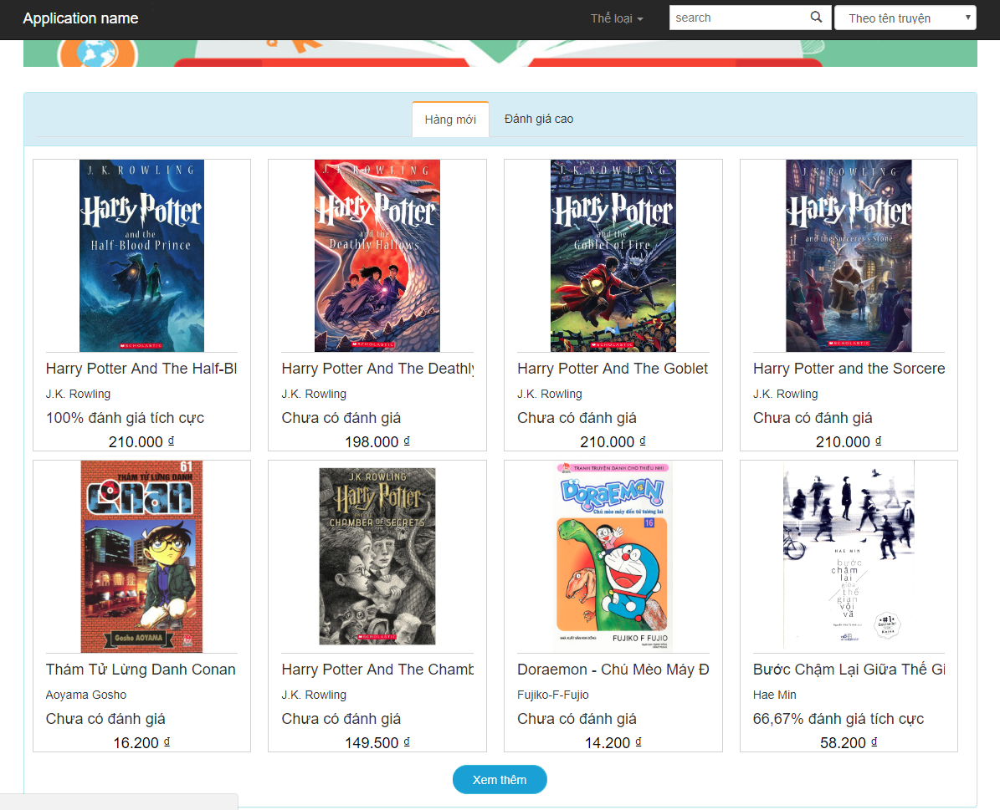 Application name
Thể loại
search
Theo tên truyện
Hàng mới
Đánh giá cao
J. K. ROWLING
Harry Potter
and the
Half-Blood Prince
SCHOLASTIC
Harry Potter And The Half-Bl
J.K. Rowling
100% đánh giá tích cực
210.000 ₫
J. K. ROWLING
Harry Potter
and the
Deathly Hallows
SCHOLASTIC
Harry Potter And The Deathly
J.K. Rowling
Chưa có đánh giá
198.000 ₫
J. K. ROWLING
Harry Potter
and the
Goblet of Fire
SCHOLASTIC
Harry Potter And The Goblet
J.K. Rowling
Chưa có đánh giá
210.000 ₫
J. K. ROWLING
Harry Potter
and the Sorcerer's Stone
SCHOLASTIC
Harry Potter and the Sorcere
J.K. Rowling
Chưa có đánh giá
210.000 ₫
61
THÁM TỬ LỪNG DANH
CONAN
Gosho AOYAMA
Thám Tử Lừng Danh Conan
Aoyama Gosho
Chưa có đánh giá
16.200 ₫
J.K. ROWLING
Harry Potter
AND THE
CHAMBER OF SECRETS
SCHOLASTIC
Harry Potter And The Chamb
J.K. Rowling
Chưa có đánh giá
149.500 ₫
TRANH TRUYỆN DÀNH CHO THIẾU NHI
DORAEMON
Chú mèo máy đến từ tương lai
16
NHÀ XUẤT BẢN KIM ĐỒNG
FUJIKO F FUJIO
Doraemon - Chú Mèo Máy Đ
Fujiko-F-Fujio
Chưa có đánh giá
14.200 ₫
HAE MIN
bước
chậm
lại
giữa
thế
gian
vội
vã
#1
Bestseller
Bước Chậm Lại Giữa Thế Gi
Hae Min
66,67% đánh giá tích cực
58.200 ₫
Xem thêm